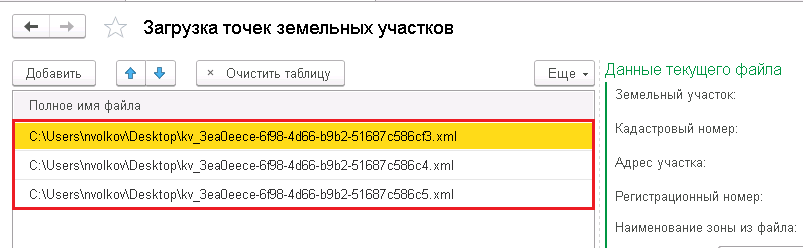 Загрузка точек земельных участков
Добавить
× Очистить таблицу
Еще
Полное имя файла
C:\Users\nvolkov\Desktop\kv_3ea0eece-6f98-4d66-b9b2-51687c586cf3.xml
C:\Users\nvolkov\Desktop\kv_3ea0eece-6f98-4d66-b9b2-51687c586c4.xml
C:\Users\nvolkov\Desktop\kv_3ea0eece-6f98-4d66-b9b2-51687c586c5.xml
Данные текущего файла
Земельный участок:
Кадастровый номер:
Адрес участка:
Регистрационный номер:
Наименование зоны из файла: